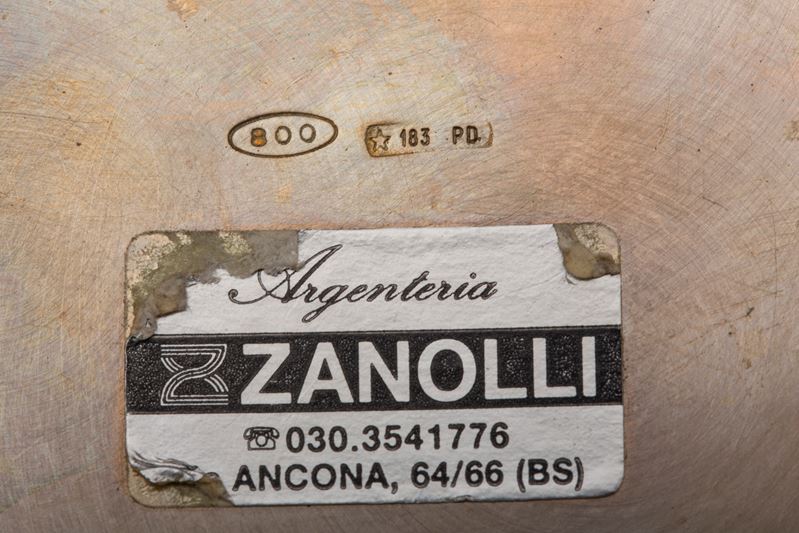 800 ☆ 183 PD
Argenteria
ZANOLLI
☎ 030.3541776
ANCONA, 64/66 (BS)